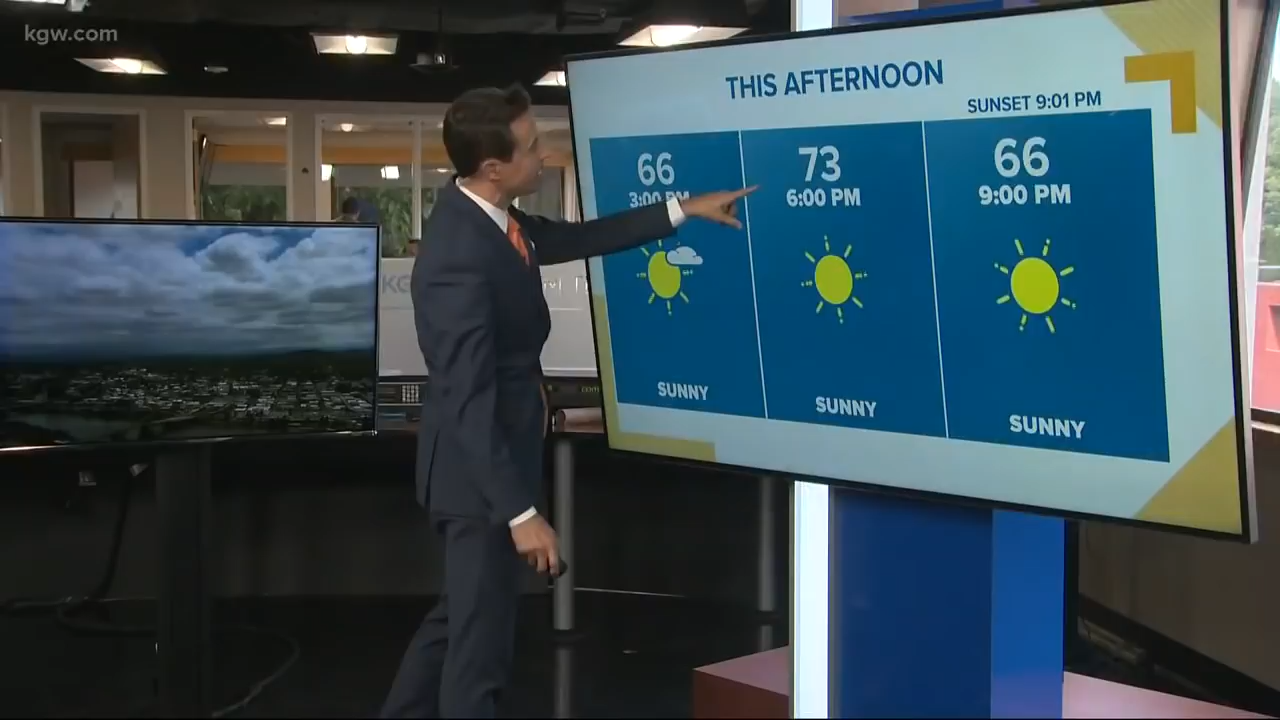 kgw.com
THIS AFTERNOON
SUNSET 9:01 PM
66
3:00 PM
SUNNY
73
6:00 PM
SUNNY
66
9:00 PM
SUNNY
KG